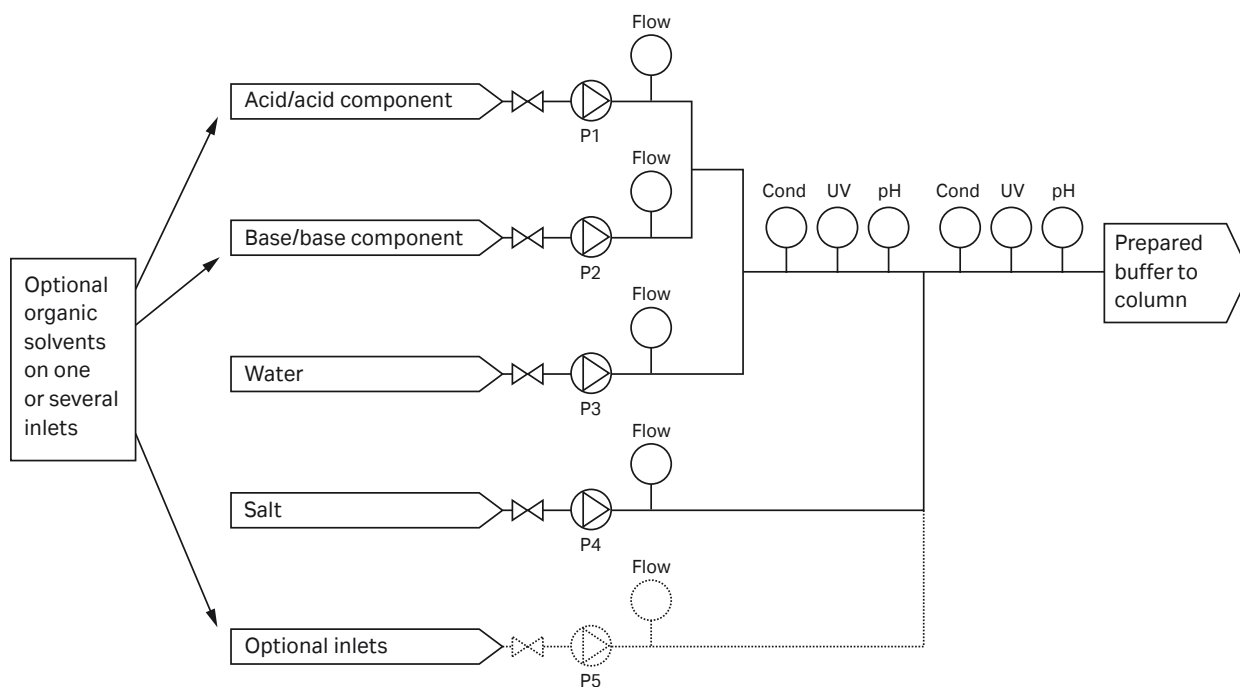 Flow
Acid/acid component
P1
Flow
Base/base component
P2
Cond UV pH Cond UV pH
Prepared
buffer to
column
Optional
organic
solvents
on one
or several
inlets
Flow
Water
P3
Flow
Salt
P4
Flow
Optional inlets
P5